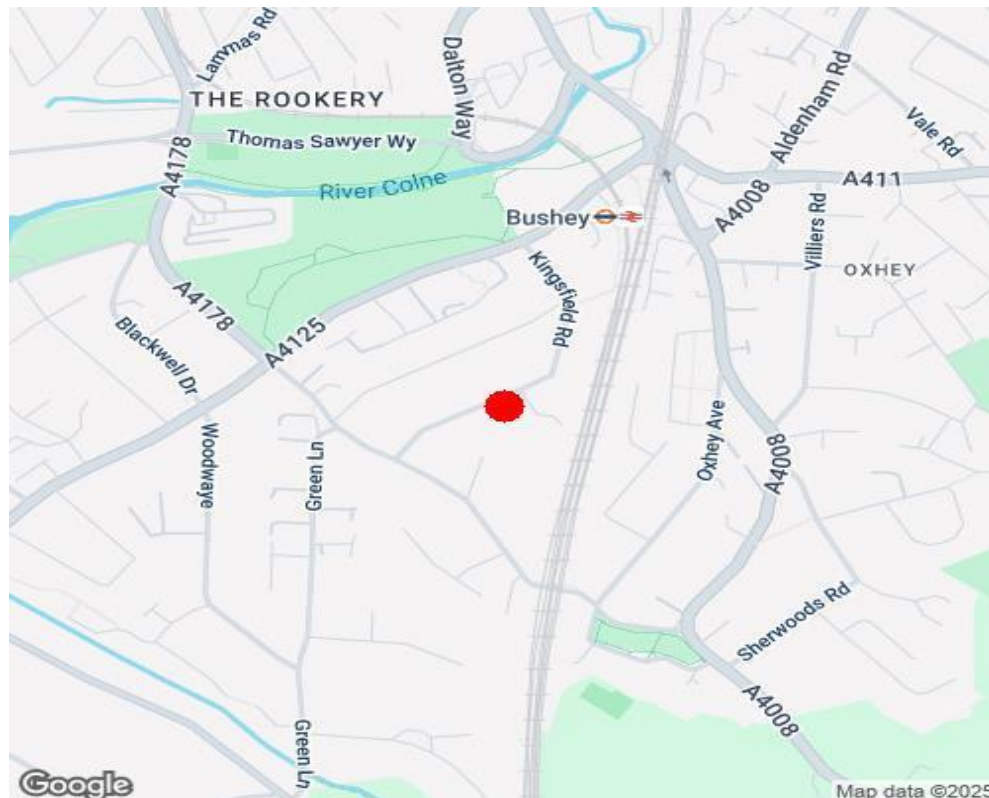 Lammas Rd
THE ROOKERY
Dalton Way
Aldenham Rd
Vale Rd
Thomas Sawyer Wy
A4178
River Colne
A411
Bushey
A4008
Villiers Rd
Kingsfield Rd
OXHEY
A4178
A4125
Blackwell Dr
Woodwaye
Green Ln
Oxhey Ave
A4008
Sherwoods Rd
A4008
Green Ln
Google
Map data ©2025